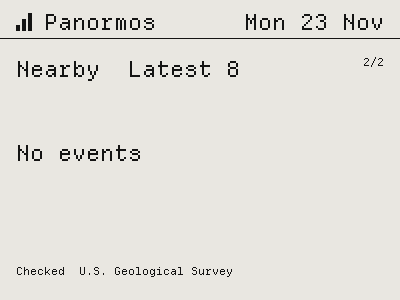 Panormos Mon 23 Nov
Nearby Latest 8 2/2
No events
Checked U.S. Geological Survey